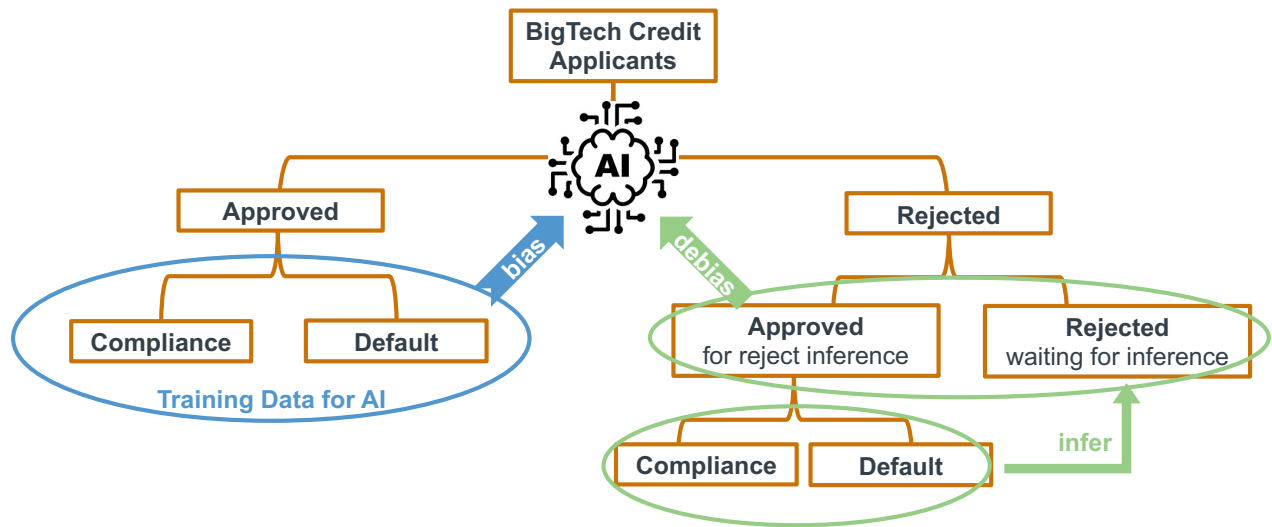 BigTech Credit
Applicants
AI
Approved
Rejected
bias
debias
Compliance
Default
Training Data for AI
Approved
for reject inference
Rejected
waiting for inference
Compliance
Default
infer